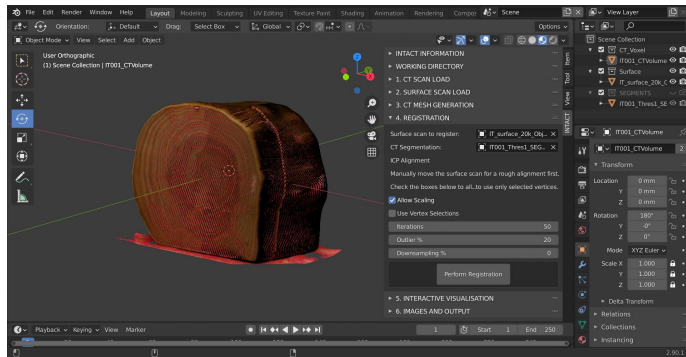 File Edit Render Window Help Layout Modeling Sculpting UV Editing Texture Paint Shading Animation Rendering Compos Scene View Layer
Orientation: Default Drag: Select Box Global Options
Object Mode View Select Add Object
User Orthographic
(1) Scene Collection | IT001_CTVolume
INTACT INFORMATION
WORKING DIRECTORY
1. CT SCAN LOAD
2. SURFACE SCAN LOAD
3. CT MESH GENERATION
4. REGISTRATION
Surface scan to register: IT_surface_20k_Obj..
CT Segmentation: IT001_Thres1_SEG..
ICP Alignment
Manually move the surface scan for a rough alignment first.
Check the boxes below to all..to use only selected vertices.
Allow Scaling
Use Vertex Selections
Iterations 50
Outlier % 20
Downsampling % 0
Perform Registration
5. INTERACTIVE VISUALISATION
6. IMAGES AND OUTPUT
Item
Tool
View
INTACT
Scene Collection
CT_Voxel
IT001_CTVolume
Surface
IT_surface_20k_O
SEGMENTS
IT001_Thres1_SE
IT001_CTVolume
IT001_CTVolume 2
Transform
Location 0 mm
Y 0 mm
Z 0 mm
Rotation 180°
Y -0°
Z 0°
Mode XYZ Euler
Scale X 1.000
Y 1.000
Z 1.000
Delta Transform
Relations
Collections
Instancing
Playback Keying View Marker 1 Start 1 End 250
2.90.1